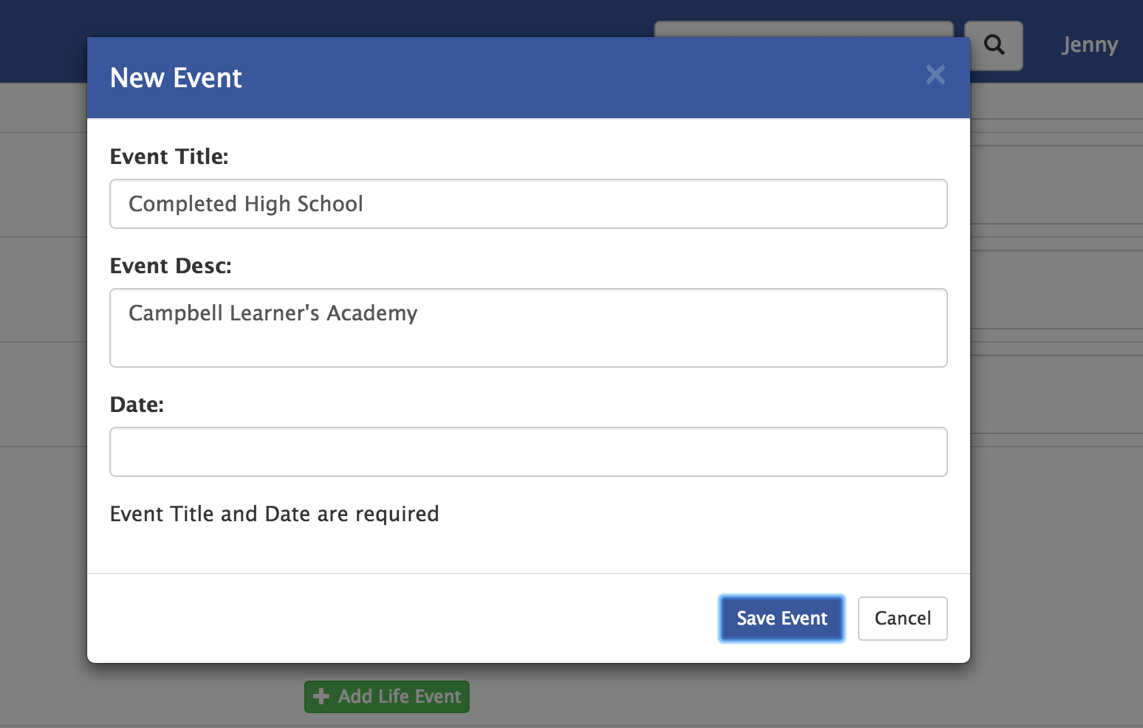 Jenny
New Event
Event Title:
Completed High School
Event Desc:
Campbell Learner's Academy
Date:
Event Title and Date are required
Save Event
Cancel
Add Life Event